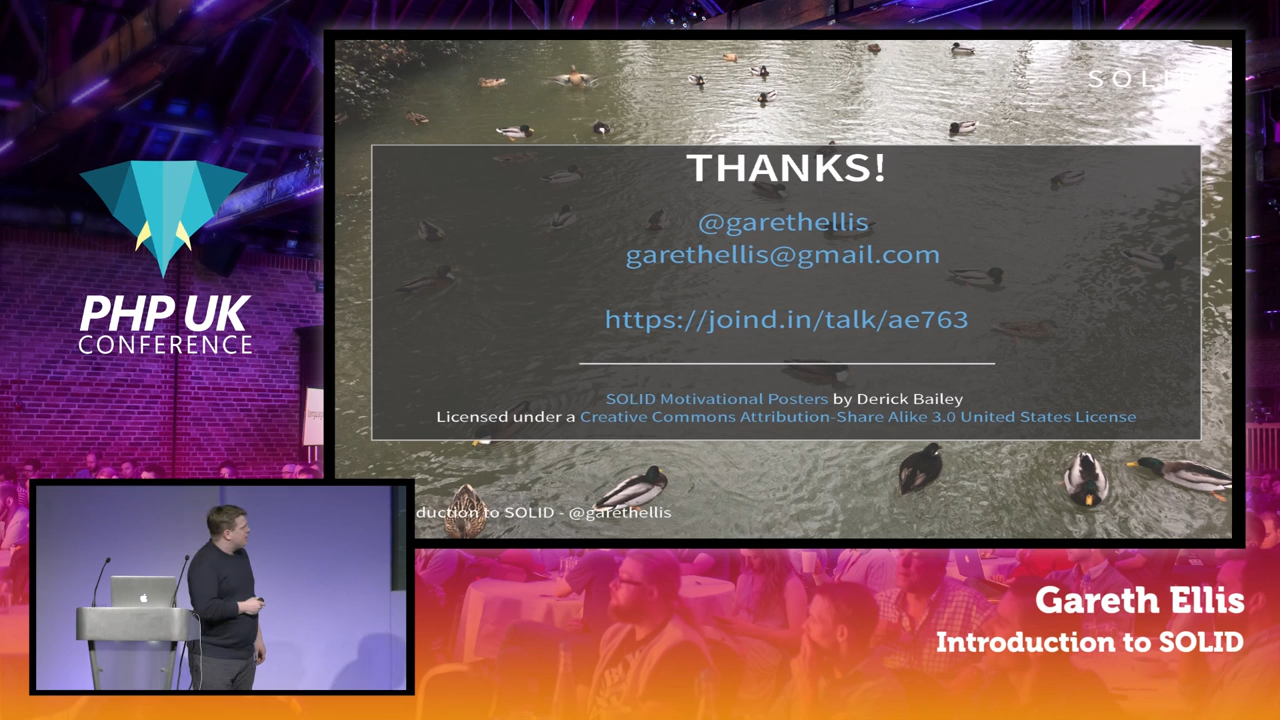 SOLID
THANKS!
@garethellis
garethellis@gmail.com
https://joind.in/talk/ae763
SOLID Motivational Posters by Derick Bailey
Licensed under a Creative Commons Attribution-Share Alike 3.0 United States License
duction to SOLID - @garethellis
PHP UK
CONFERENCE
Gareth Ellis
Introduction to SOLID